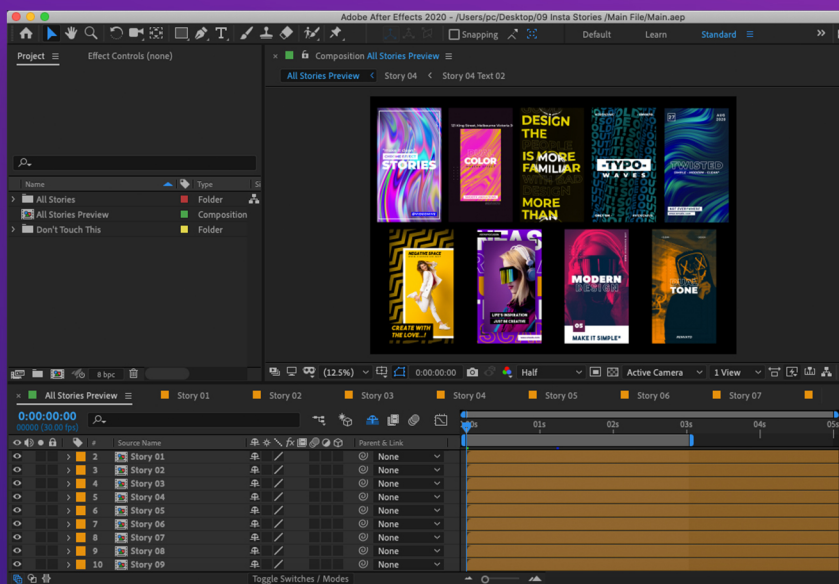 Adobe After Effects 2020 - /Users/pc/Desktop/09 Insta Stories /Main File/Main.aep
Snapping
Default
Learn
Standard
Project
Effect Controls (none)
Composition All Stories Preview
All Stories Preview
Story 04
Story 04 Text 02
Name
Type
Si
All Stories
Folder
All Stories Preview
Composition
Don't Touch This
Folder
STORIES
COLOR
DESIGN
THE
PEOPLE
IS MORE
FAMILIAR
DESIGN
MORE
THAN
-TYPO-
WAVES
27
AUG
2020
TWISTED
NEGATIVE SPACE
CREATE WITH
THE LOVE...!
LIFE'S INSPIRATION
JUST BE CREATIVE
MODERN
DESIGN
05
MAKE IT SIMPLE*
TONE
8 bpc
(12.5%)
0:00:00:00
Half
Active Camera
1 View
All Stories Preview
Story 01
Story 02
Story 03
Story 04
Story 05
Story 06
Story 07
0:00:00:00
00000 (30.00 fps)
01s
02s
03s
04s
05s
#
Source Name
fx
Parent & Link
2 Story 01 None
3 Story 02 None
4 Story 03 None
5 Story 04 None
6 Story 05 None
7 Story 06 None
8 Story 07 None
9 Story 08 None
10 Story 09 None
Toggle Switches / Modes